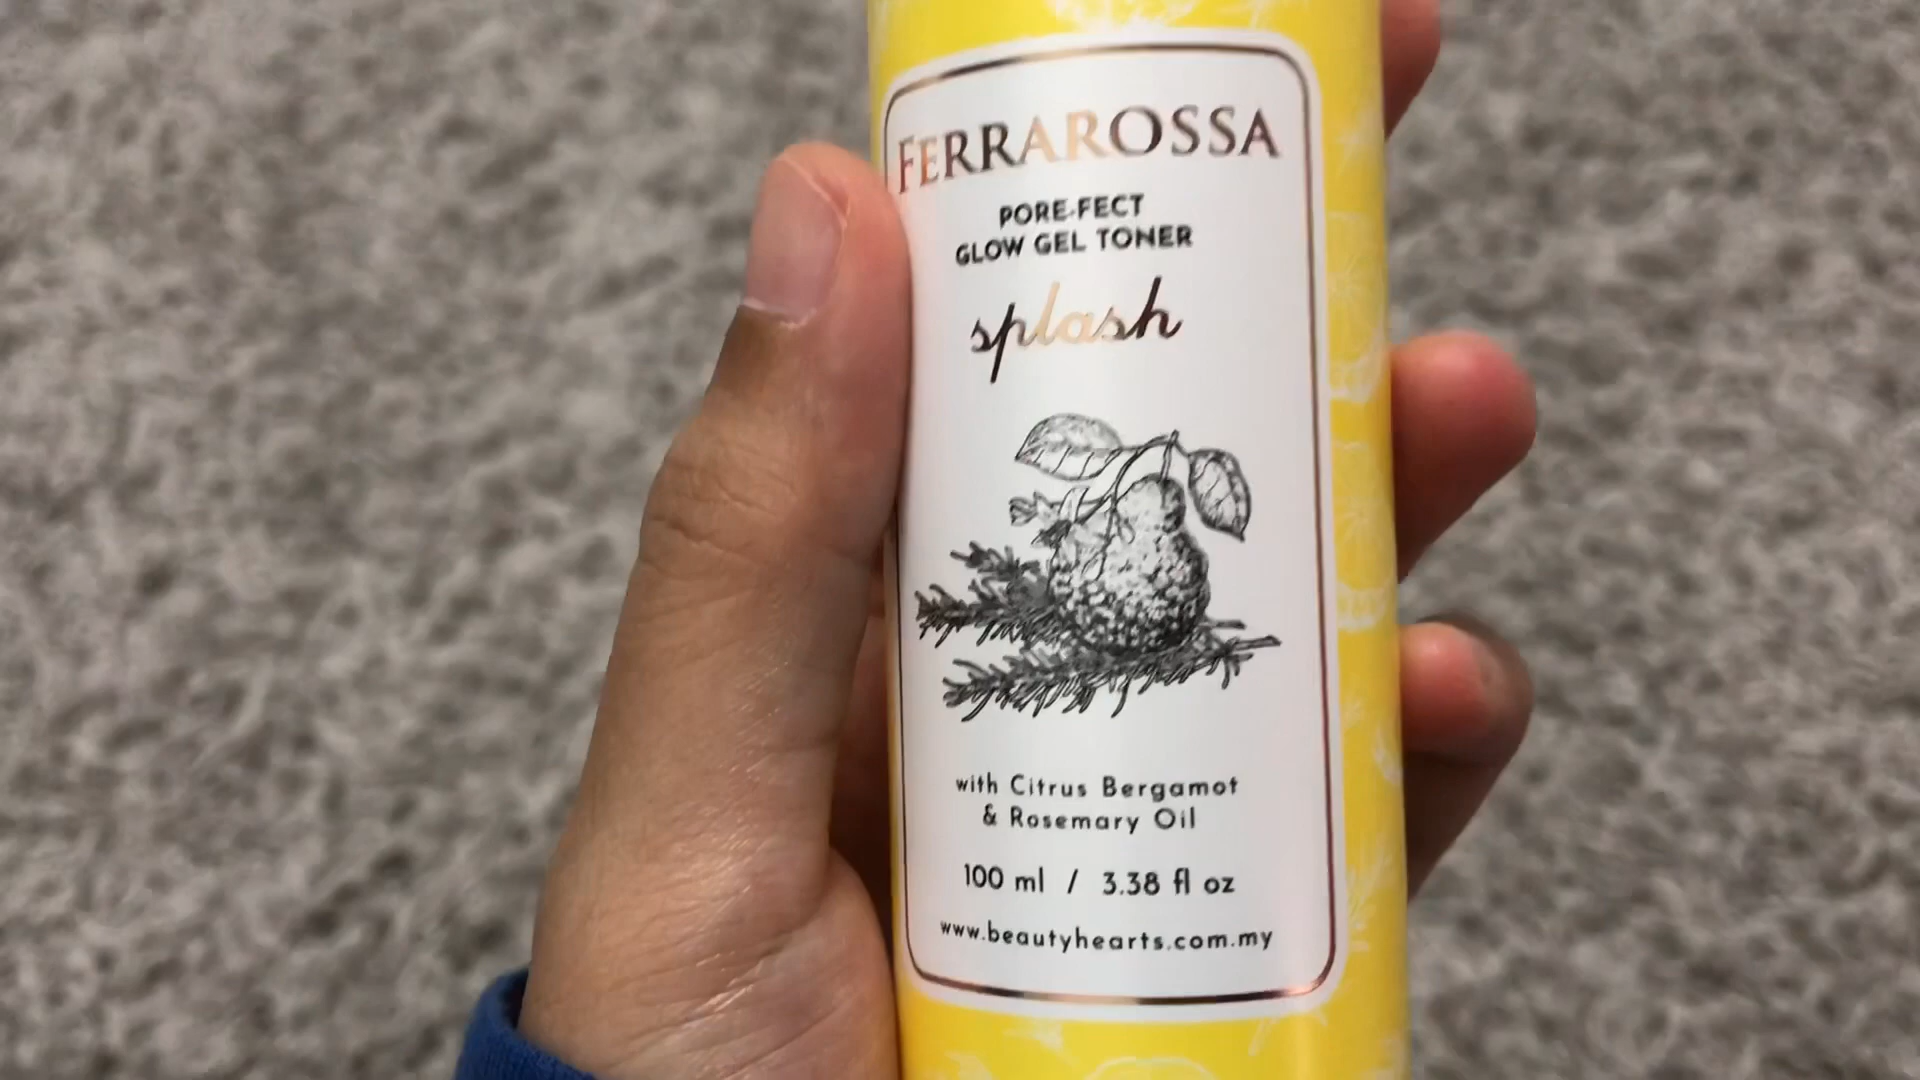 FERRAROSSA
PORE-FECT
GLOW GEL TONER
splash
with Citrus Bergamot
& Rosemary Oil
100 ml / 3.38 fl oz
www.beautyhearts.com.my